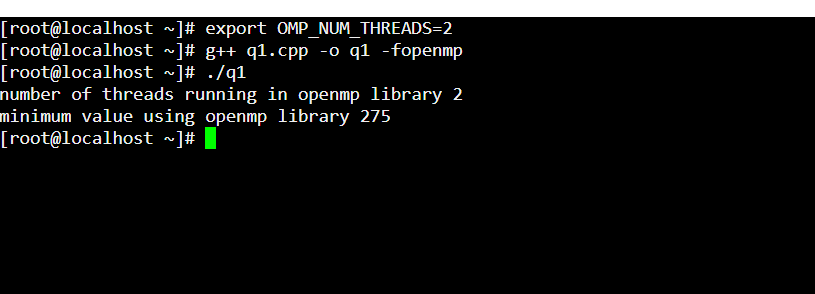 [root@localhost ~]# export OMP_NUM_THREADS=2
[root@localhost ~]# g++ q1.cpp -o q1 -fopenmp
[root@localhost ~]# ./q1
number of threads running in openmp library 2
minimum value using openmp library 275
[root@localhost ~]#